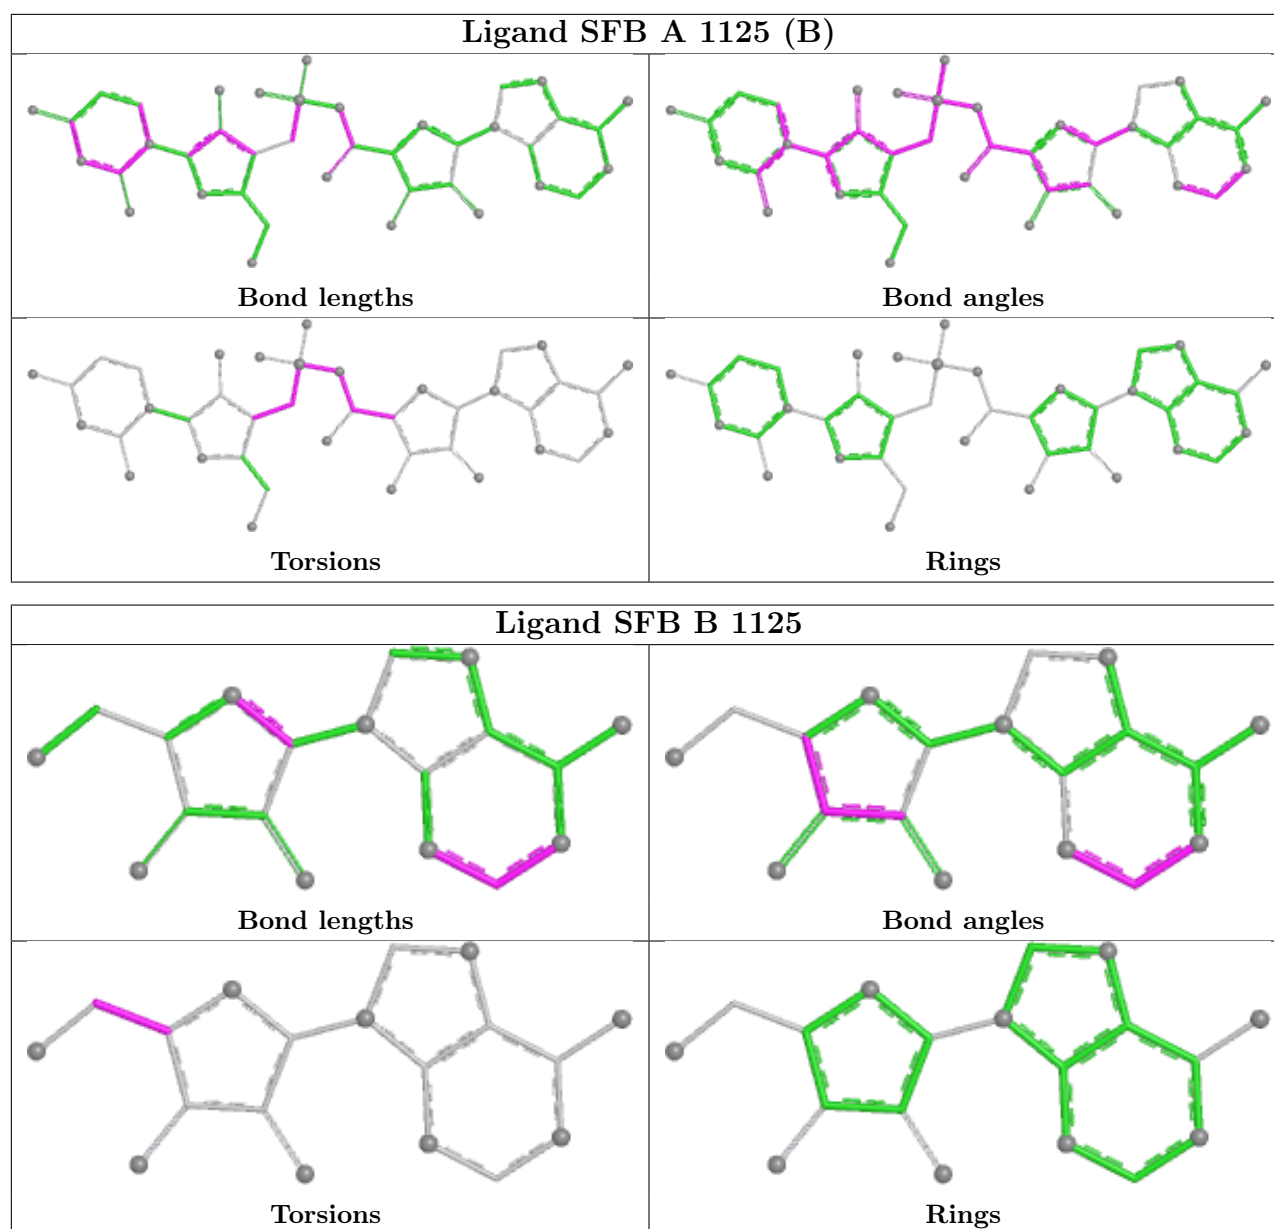 Ligand SFB A 1125 (B)
Bond lengths
Bond angles
Torsions
Rings
Ligand SFB B 1125
Bond lengths
Bond angles
Torsions
Rings